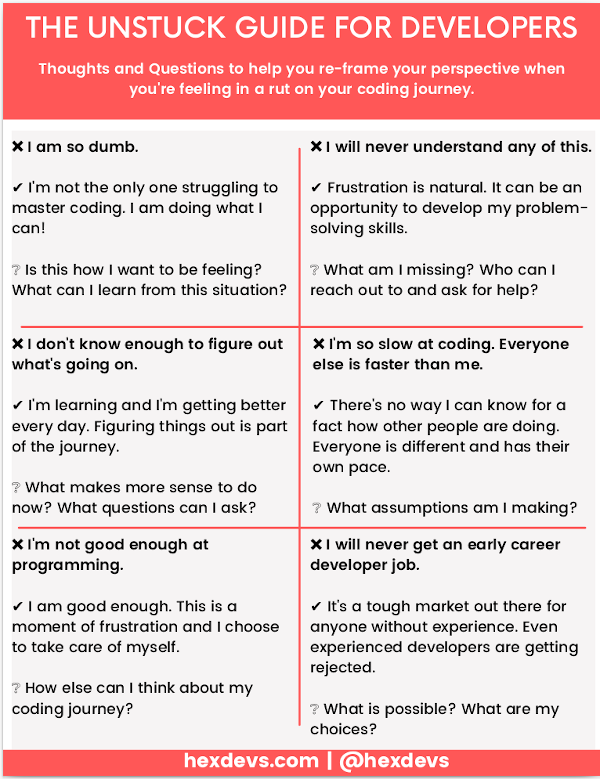 THE UNSTUCK GUIDE FOR DEVELOPERS
Thoughts and Questions to help you re-frame your perspective when
you're feeling in a rut on your coding journey.
❌ I am so dumb.
✔ I'm not the only one struggling to
master coding. I am doing what I
can!
❔ Is this how I want to be feeling?
What can I learn from this situation?
❌ I will never understand any of this.
✔ Frustration is natural. It can be an
opportunity to develop my problem-
solving skills.
❔ What am I missing? Who can I
reach out to and ask for help?
❌ I don't know enough to figure out
what's going on.
✔ I'm learning and I'm getting better
every day. Figuring things out is part
of the journey.
❔ What makes more sense to do
now? What questions can I ask?
❌ I'm so slow at coding. Everyone
else is faster than me.
✔ There's no way I can know for a
fact how other people are doing.
Everyone is different and has their
own pace.
❔ What assumptions am I making?
❌ I'm not good enough at
programming.
✔ I am good enough. This is a
moment of frustration and I choose
to take care of myself.
❔ How else can I think about my
coding journey?
❌ I will never get an early career
developer job.
✔ It's a tough market out there for
anyone without experience. Even
experienced developers are getting
rejected.
❔ What is possible? What are my
choices?
hexdevs.com | @hexdevs